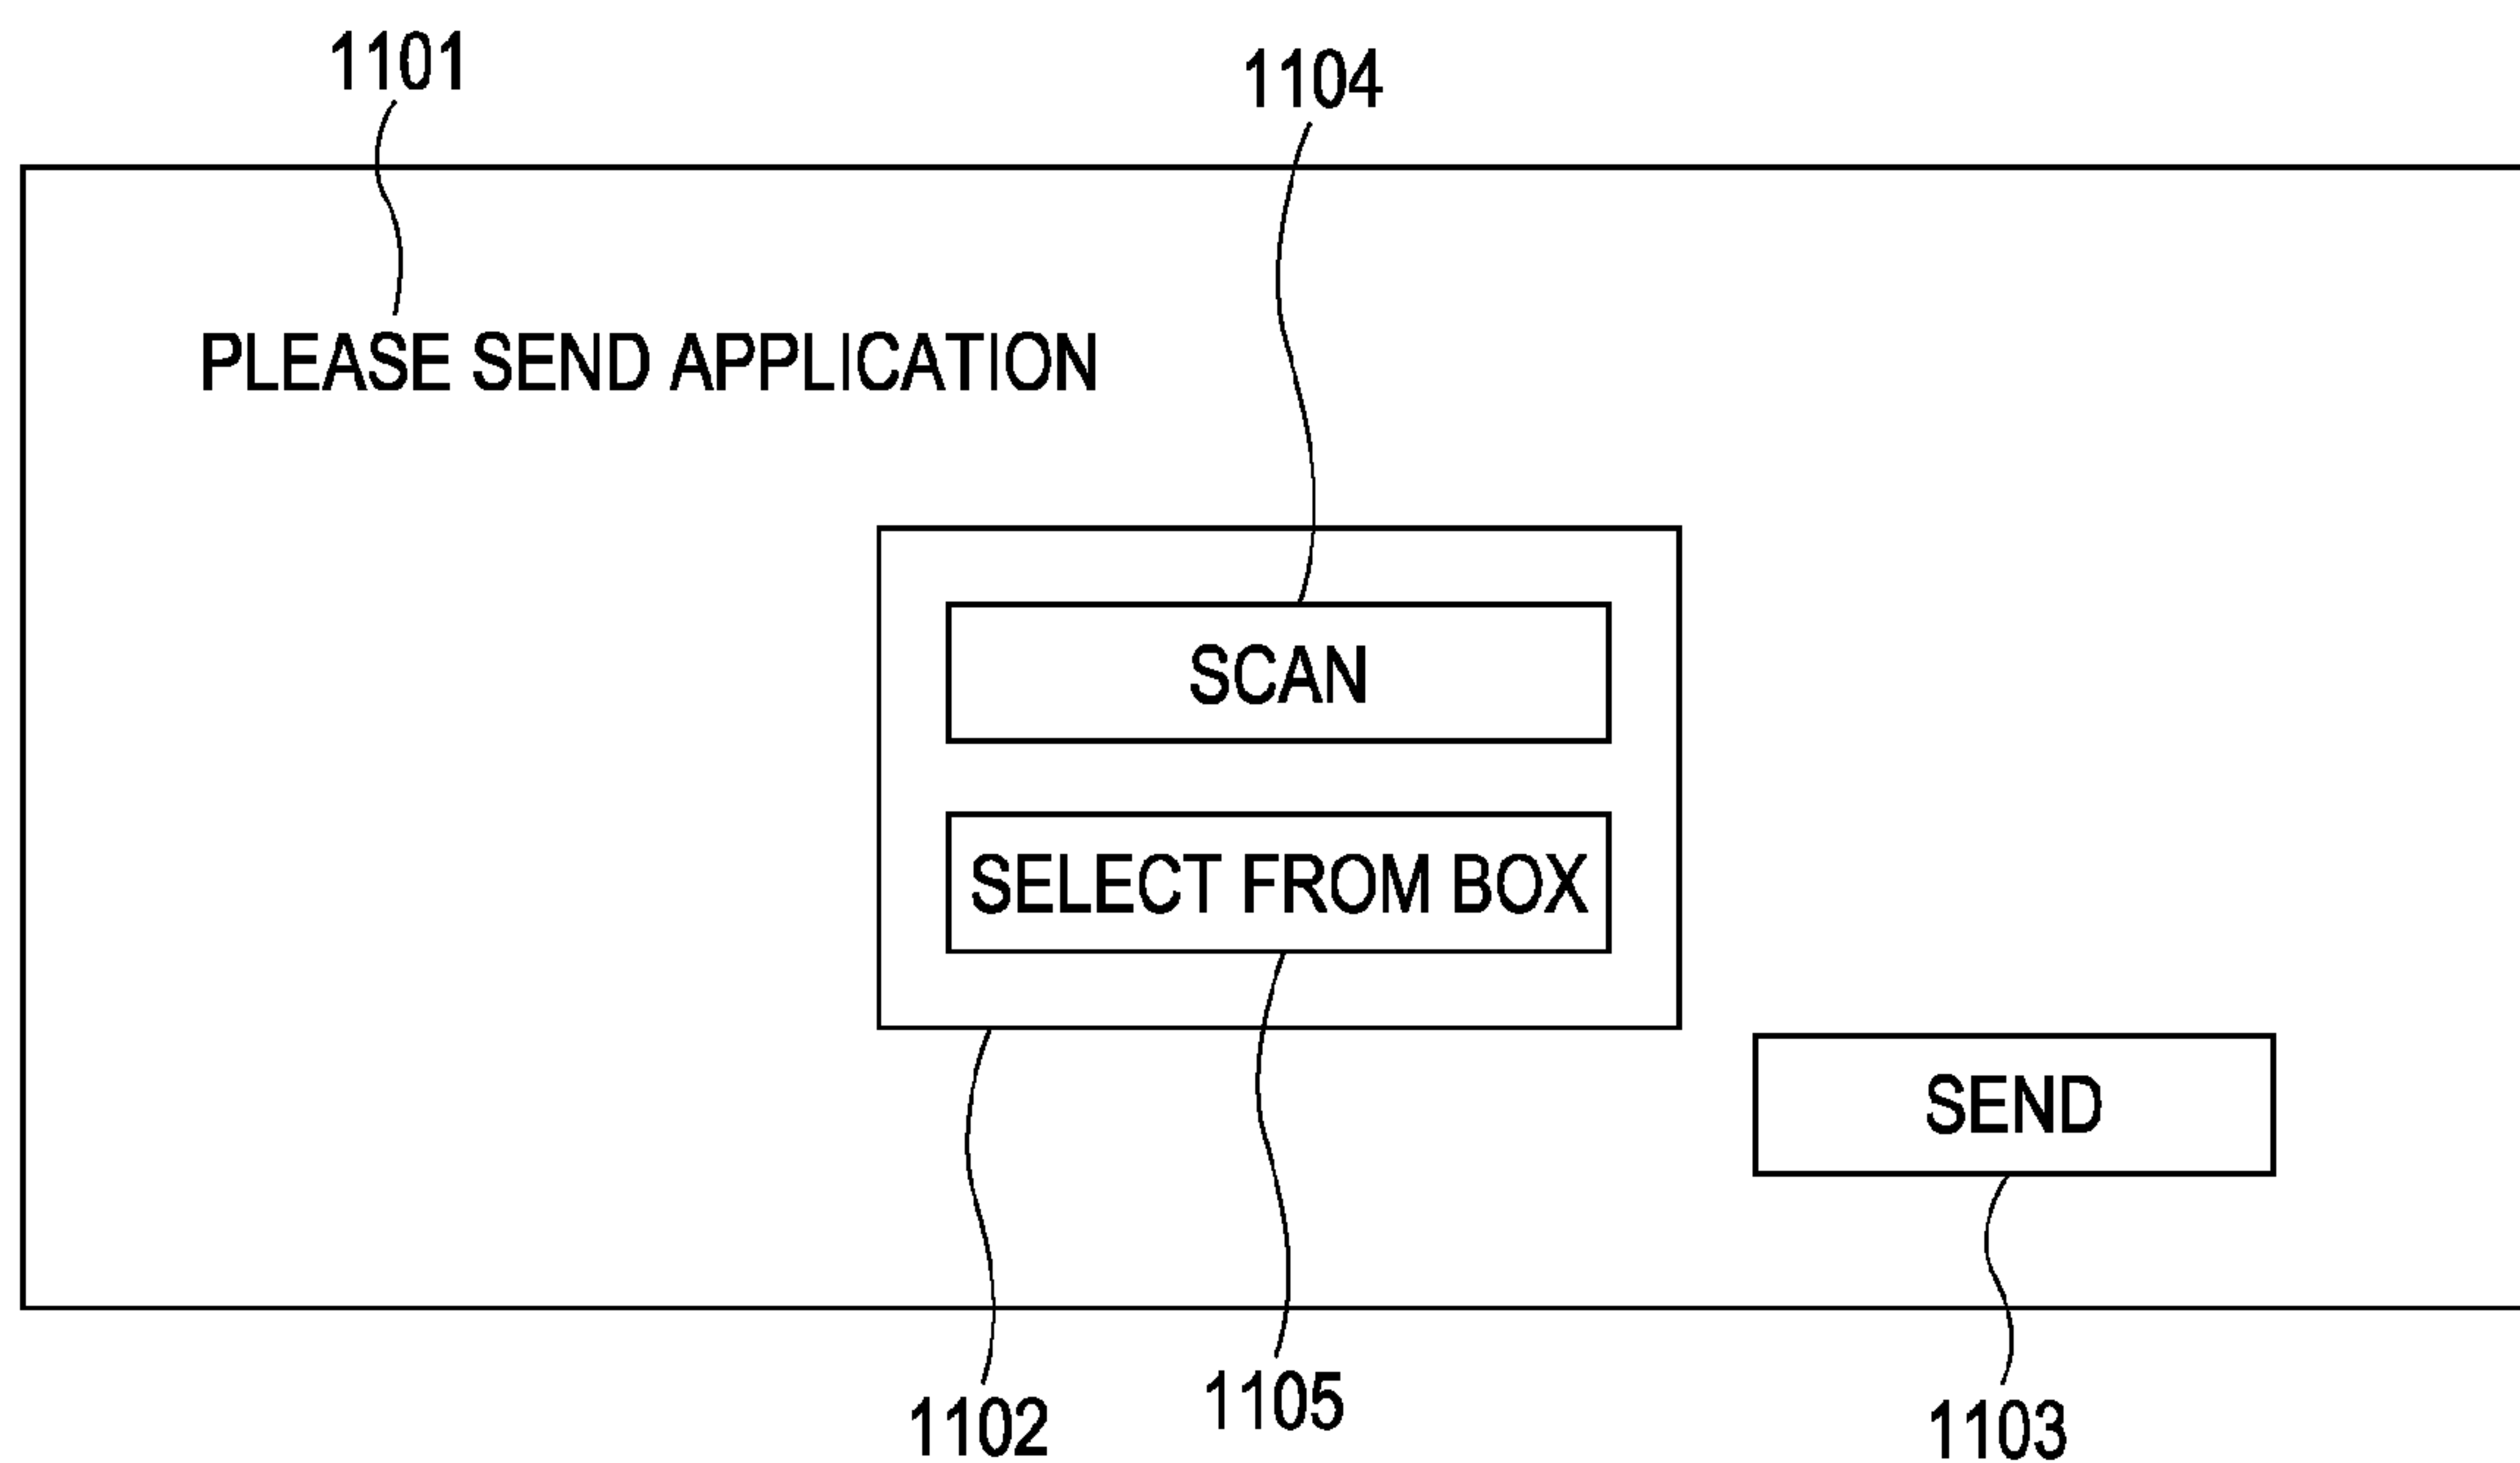 1101
1104
PLEASE SEND APPLICATION
SCAN
SELECT FROM BOX
SEND
1102
1105
1103